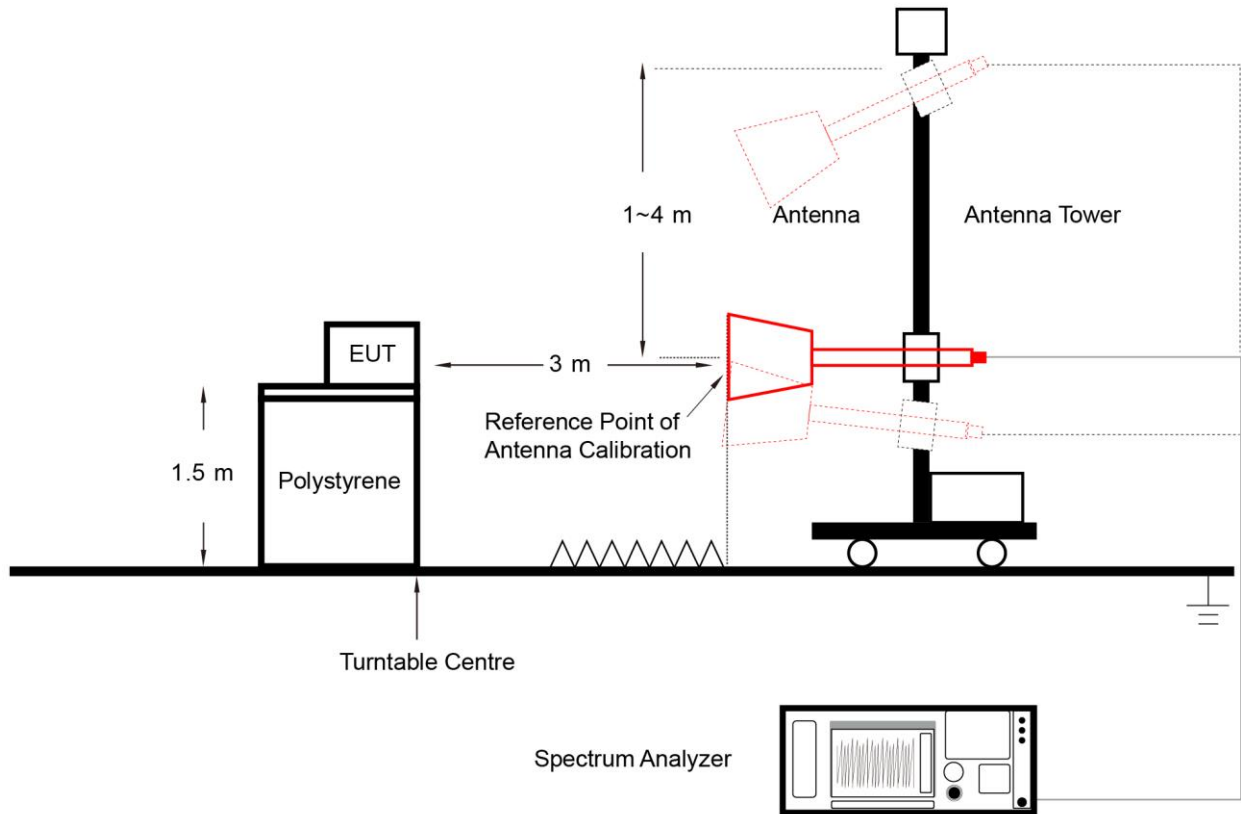 1~4 m
Antenna
Antenna Tower
EUT
3 m
Reference Point of
Antenna Calibration
1.5 m
Polystyrene
Turntable Centre
Spectrum Analyzer